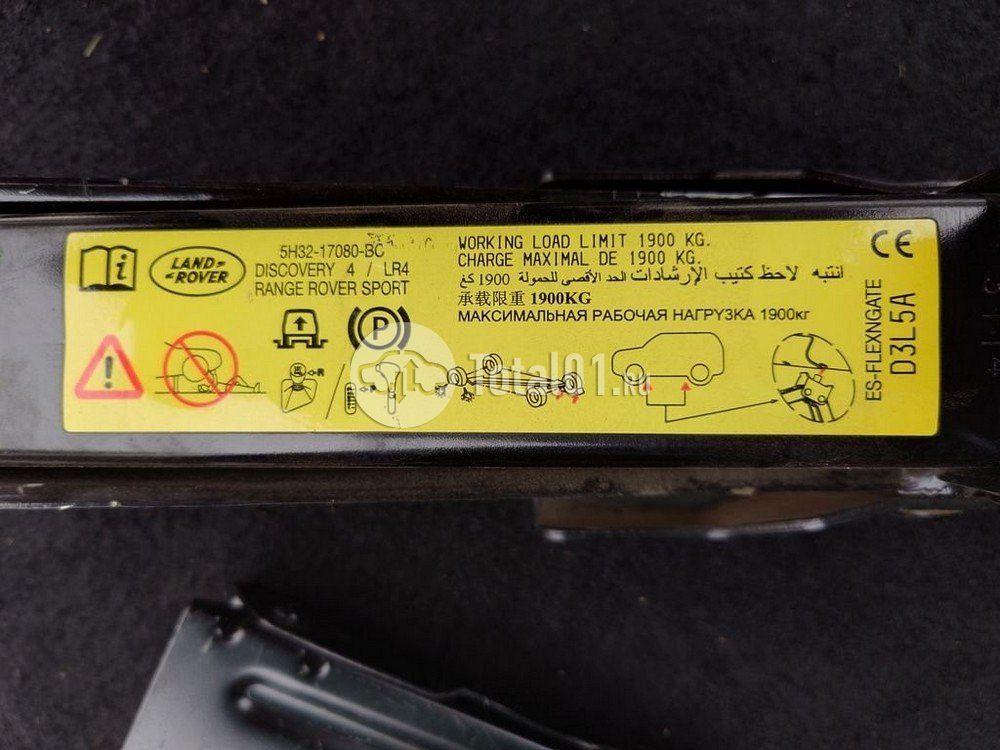 LAND-
ROVER
5H32-17080-BC
DISCOVERY 4 / LR4
RANGE ROVER SPORT
WORKING LOAD LIMIT 1900 KG.
CHARGE MAXIMAL DE 1900 KG.
انتبه لاحظ كتيب الإرشادات الحد الأقصى للحمولة 1900 كغ
承载限重 1900KG
МАКСИМАЛЬНАЯ РАБОЧАЯ НАГРУЗКА 1900кг
CE
ES-FLEXNGATE
D3L5A
P
R
Total01.ru